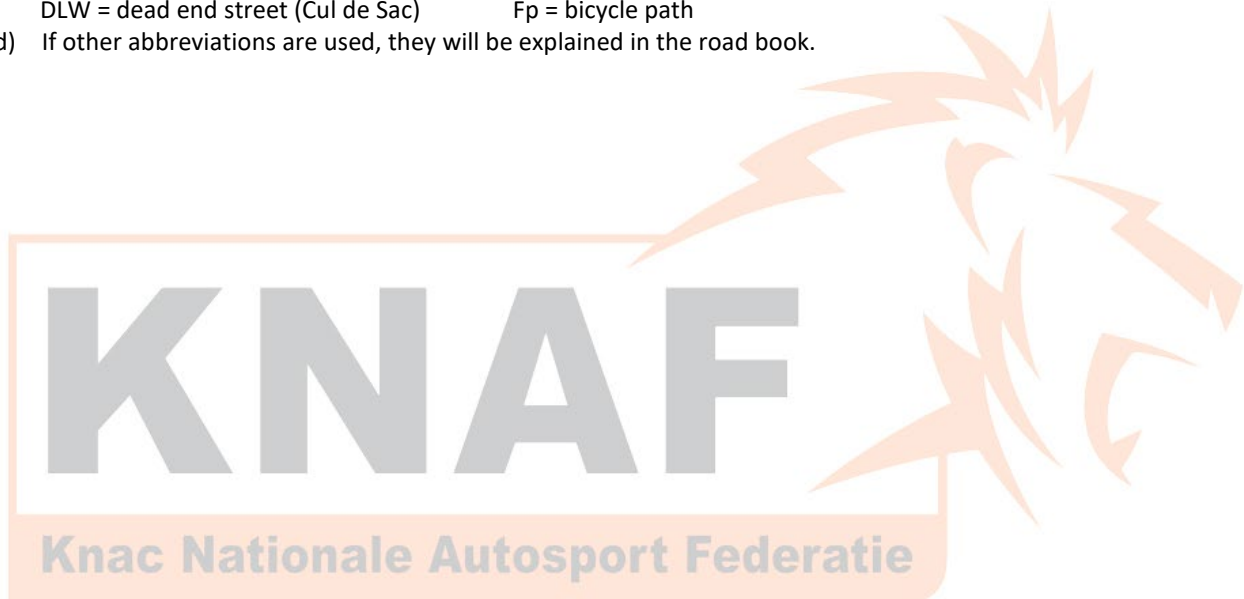 DLW = dead end street (Cul de Sac) Fp = bicycle path
d) If other abbreviations are used, they will be explained in the road book.
KNAF
Knac Nationale Autosport Federatie